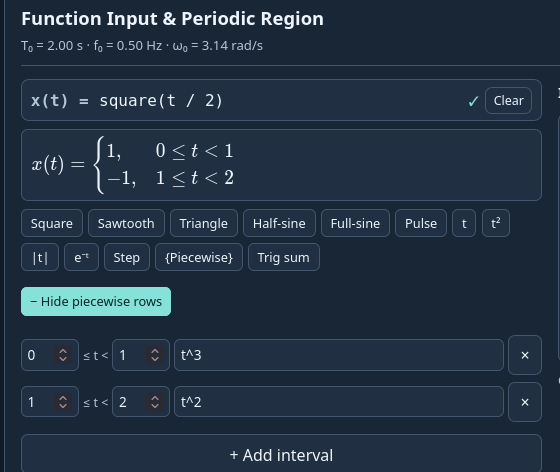 Function Input & Periodic Region
T₀ = 2.00 s · f₀ = 0.50 Hz · ω₀ = 3.14 rad/s
x(t) = square(t / 2) ✓ Clear
x(t) = { 1, 0 ≤ t < 1
−1, 1 ≤ t < 2
Square Sawtooth Triangle Half-sine Full-sine Pulse t t²
|t| e⁻ᵗ Step {Piecewise} Trig sum
− Hide piecewise rows
0 ≤ t < 1 t^3 ×
1 ≤ t < 2 t^2 ×
+ Add interval